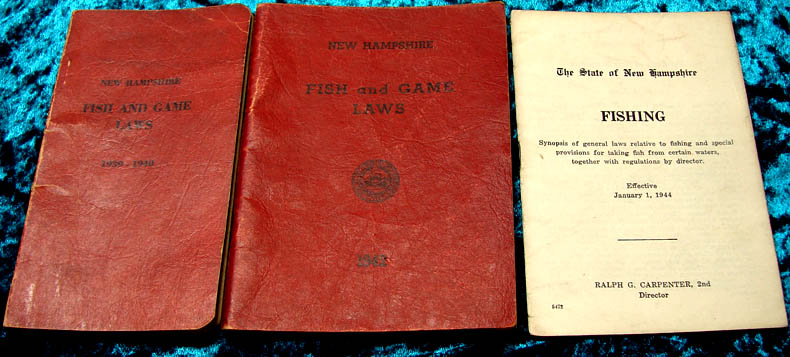 NEW HAMPSHIRE
FISH AND GAME
LAWS
1939 - 1940
NEW HAMPSHIRE
FISH and GAME
LAWS
1943
The State of New Hampshire
FISHING
Synopsis of general laws relative to fishing and special
provisions for taking fish from certain waters,
together with regulations by director.
Effective
January 1, 1944
RALPH G. CARPENTER, 2nd
Director
5472